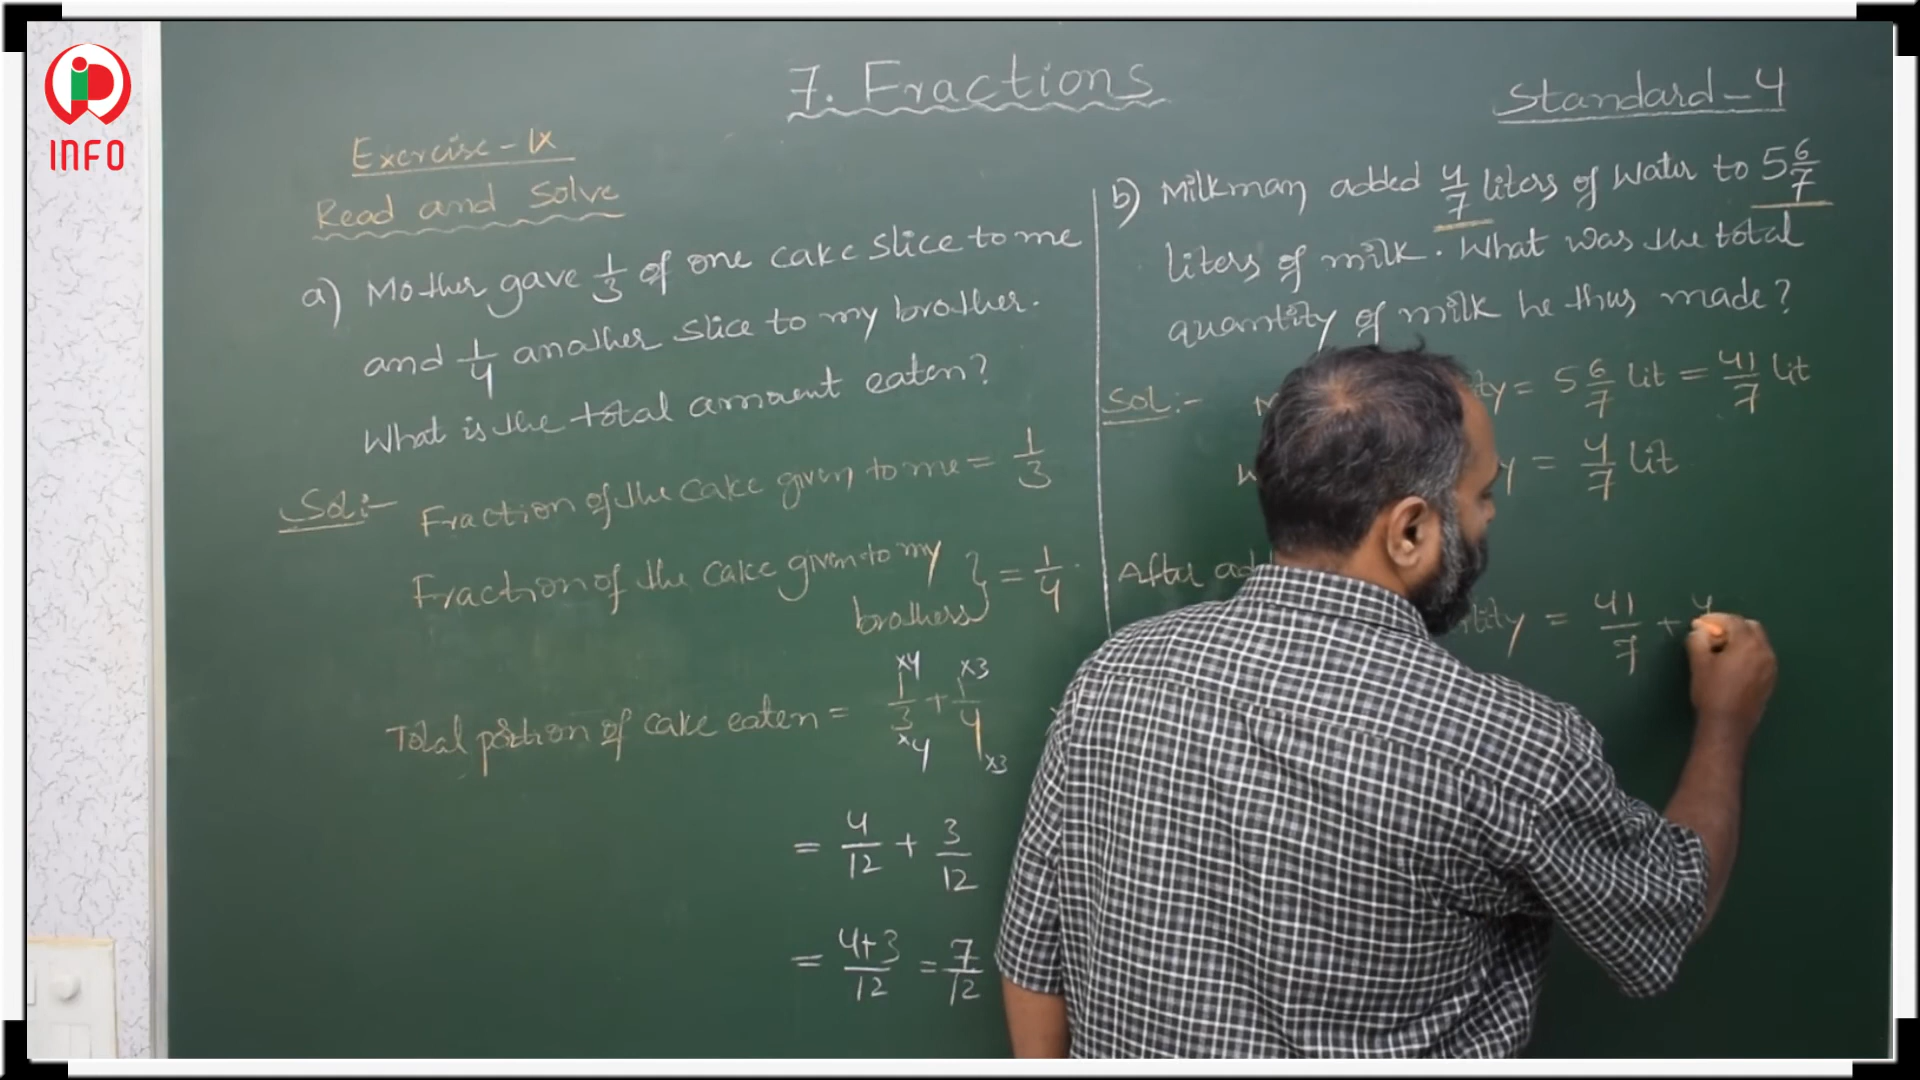 INFO
7. Fractions
Standard-4
Exercise-IX
Read and Solve
a) Mother gave 1/3 of one cake slice to me
and 1/4 another slice to my brother.
What is the total amount eaten?
Sol:- Fraction of the cake given to me = 1/3
Fraction of the cake given to my
brothers } = 1/4
Total portion of cake eaten = 1/3 + 1/4
×4 ×3
×4 ×3
= 4/12 + 3/12
= 4+3/12 = 7/12
b) Milkman added 4/7 liters of water to 5 6/7
liters of milk. What was the total
quantity of milk he thus made?
Sol:- = 5 6/7 lit = 41/7 lit
= 4/7 lit
After
= 41/7 + 4